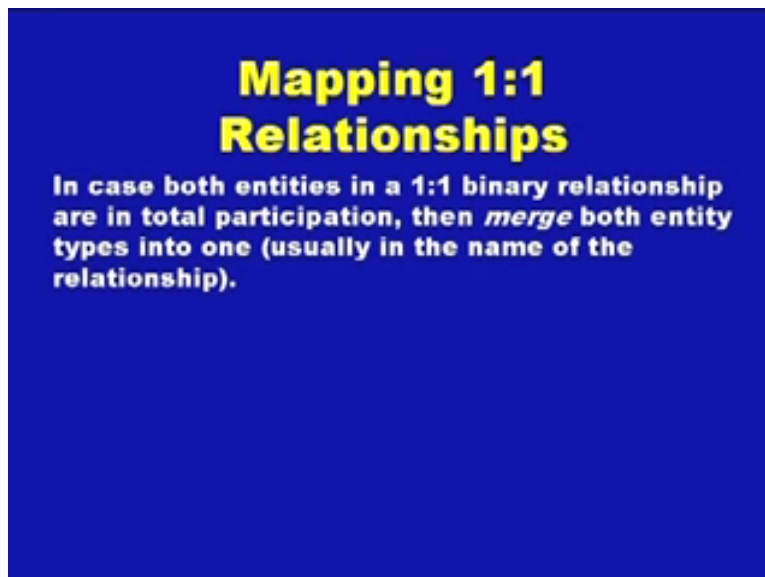 Mapping 1:1
Relationships
In case both entities in a 1:1 binary relationship
are in total participation, then merge both entity
types into one (usually in the name of the
relationship).